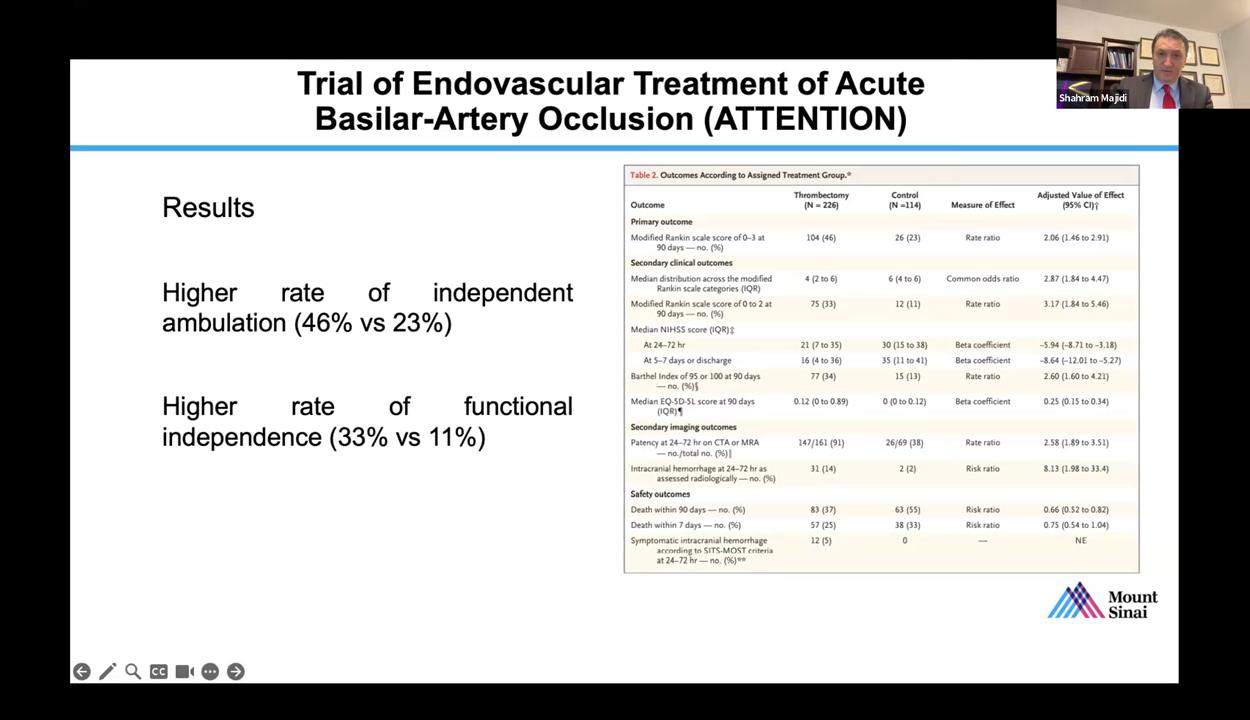 Trial of Endovascular Treatment of Acute
Basilar-Artery Occlusion (ATTENTION)
Shahram Majidi
Results
Higher rate of independent
ambulation (46% vs 23%)
Higher rate of functional
independence (33% vs 11%)
Table 2. Outcomes According to Assigned Treatment Group.*
Outcome Thrombectomy (N = 226) Control (N =114) Measure of Effect Adjusted Value of Effect (95% CI)†
Primary outcome
Modified Rankin scale score of 0–3 at 90 days — no. (%) 104 (46) 26 (23) Rate ratio 2.06 (1.46 to 2.91)
Secondary clinical outcomes
Median distribution across the modified Rankin scale categories (IQR) 4 (2 to 6) 6 (4 to 6) Common odds ratio 2.87 (1.84 to 4.47)
Modified Rankin scale score of 0 to 2 at 90 days — no. (%) 75 (33) 12 (11) Rate ratio 3.17 (1.84 to 5.46)
Median NIHSS score (IQR)‡
At 24–72 hr 21 (7 to 35) 30 (15 to 38) Beta coefficient −5.94 (−8.71 to −3.18)
At 5–7 days or discharge 16 (4 to 36) 35 (11 to 41) Beta coefficient −8.64 (−12.01 to −5.27)
Barthel Index of 95 or 100 at 90 days — no. (%)§ 77 (34) 15 (13) Rate ratio 2.60 (1.60 to 4.21)
Median EQ-5D-5L score at 90 days (IQR)¶ 0.12 (0 to 0.89) 0 (0 to 0.12) Beta coefficient 0.25 (0.15 to 0.34)
Secondary imaging outcomes
Patency at 24–72 hr on CTA or MRA — no./total no. (%)‖ 147/161 (91) 26/69 (38) Rate ratio 2.58 (1.89 to 3.51)
Intracranial hemorrhage at 24–72 hr as assessed radiologically — no. (%) 31 (14) 2 (2) Risk ratio 8.13 (1.98 to 33.4)
Safety outcomes
Death within 90 days — no. (%) 83 (37) 63 (55) Risk ratio 0.66 (0.52 to 0.82)
Death within 7 days — no. (%) 57 (25) 38 (33) Risk ratio 0.75 (0.54 to 1.04)
Symptomatic intracranial hemorrhage according to SITS-MOST criteria at 24–72 hr — no. (%)** 12 (5) 0 — NE
Mount
Sinai
CC